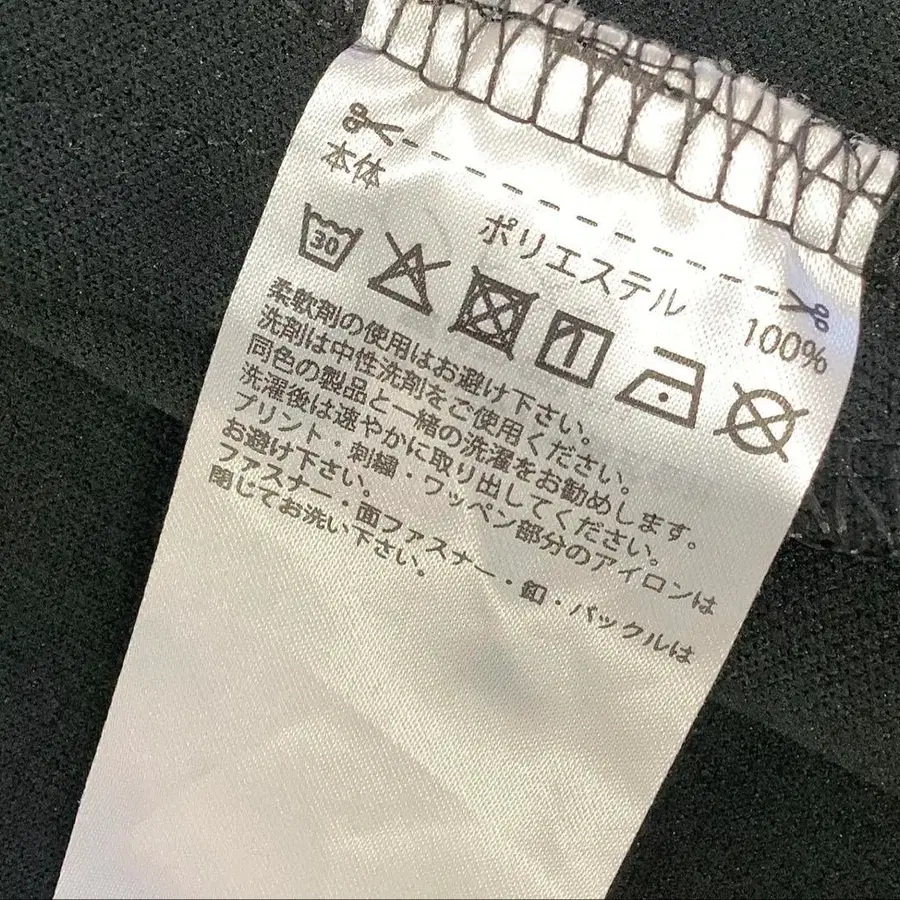 本体
ポリエステル 100%
30
柔軟剤の使用はお避け下さい。
洗剤は中性洗剤をご使用ください。
同色の製品と一緒の洗濯をお勧めします。
洗濯後は速やかに取り出してください。
プリント・刺繍・ワッペン部分のアイロンは
お避け下さい。
ファスナー・面ファスナー・釦・バックルは
閉じてお洗い下さい。